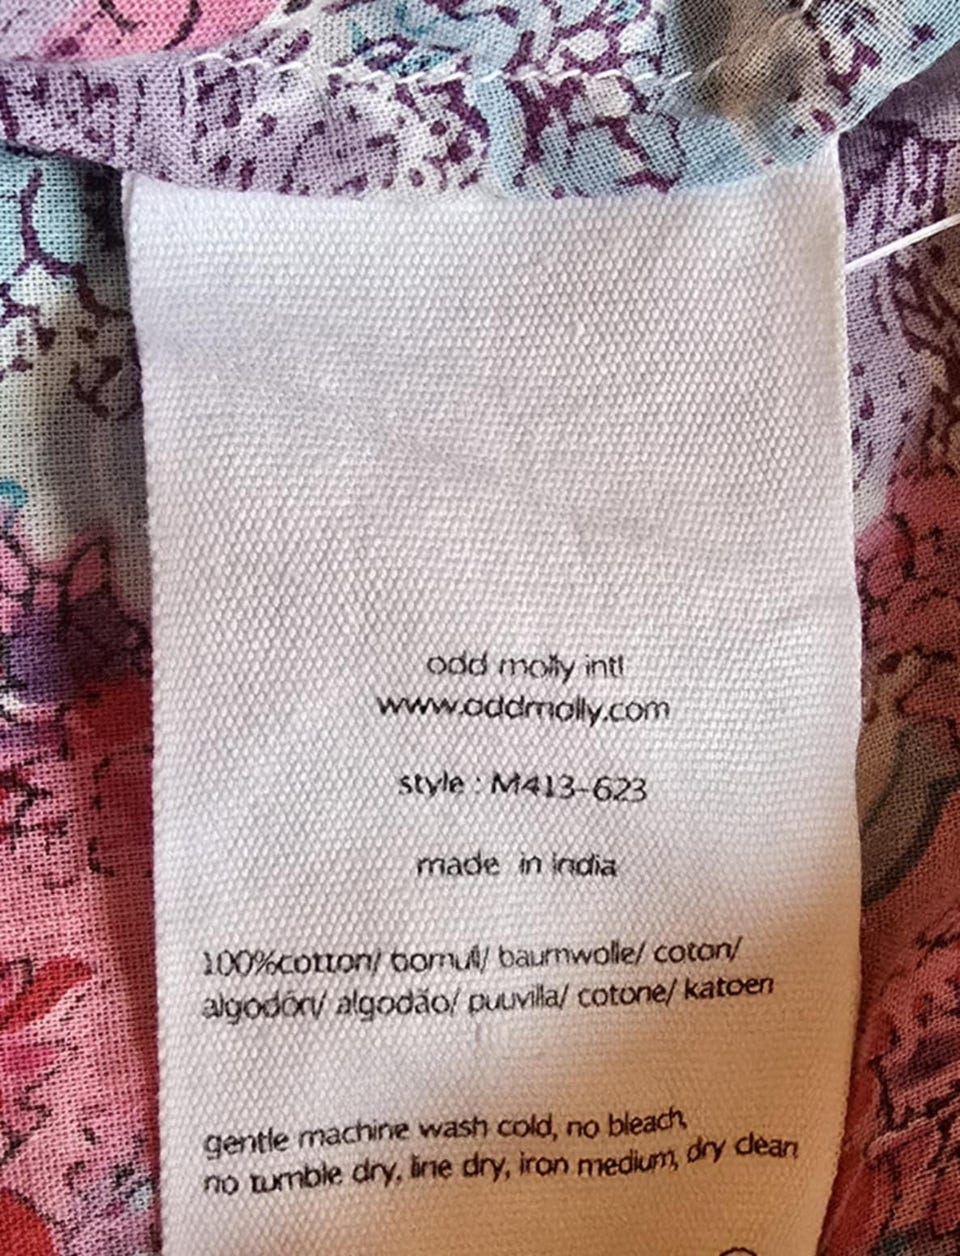 odd molly intl
www.oddmolly.com
style : M413-623
made in india
100%cotton/ bomull/ baumwolle/ coton/
algodón/ algodão/ puuvilla/ cotone/ katoen
gentle machine wash cold, no bleach,
no tumble dry, line dry, iron medium, dry clean